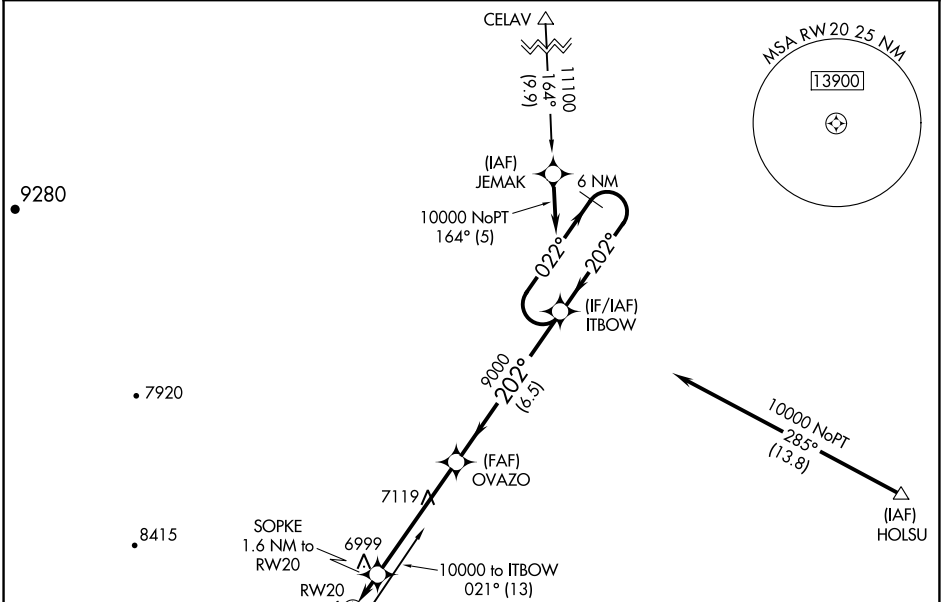 CELAV
11100
164°
(9.9)
MSA RW20 25 NM
13900
(IAF)
JEMAK
6 NM
9280
10000 NoPT
164° (5)
022°
202°
(IF/IAF)
ITBOW
9000
202°
(6.5)
7920
10000 NoPT
285°
(13.8)
(FAF)
OVAZO
7119
(IAF)
HOLSU
8415
SOPKE
1.6 NM to
RW20
6999
10000 to ITBOW
021° (13)
RW20